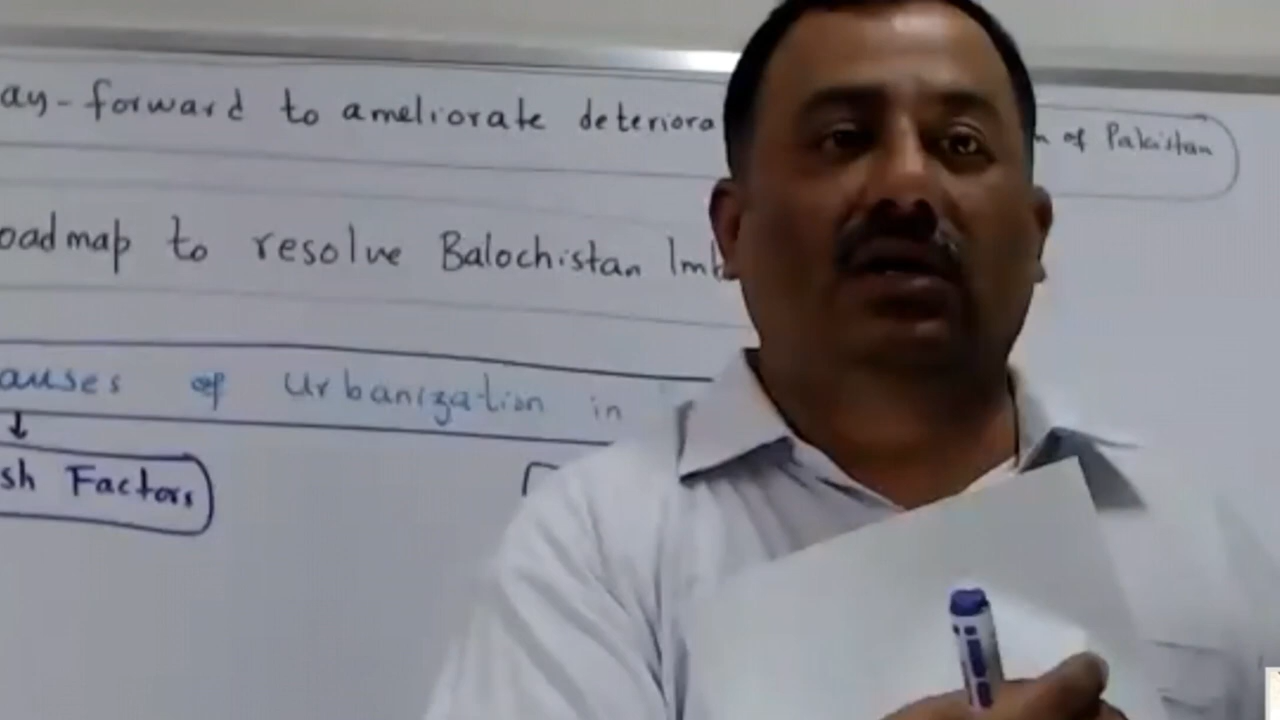 ay-forward to ameliorate deteriora n of Pakistan
oadmap to resolve Balochistan Imb
auses of Urbanization in
sh Factors